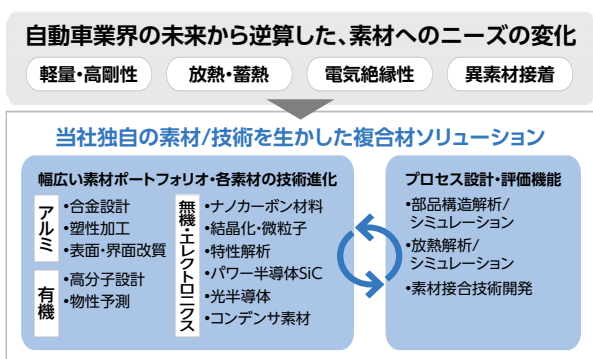 自動車業界の未来から逆算した、素材へのニーズの変化
軽量・高剛性
放熱・蓄熱
電気絶縁性
異素材接着
当社独自の素材/技術を生かした複合材ソリューション
幅広い素材ポートフォリオ・各素材の技術進化
アルミ
•合金設計
•塑性加工
•表面・界面改質
有機
•高分子設計
•物性予測
無機・エレクトロニクス
•ナノカーボン材料
•結晶化・微粒子
•特性解析
•パワー半導体SiC
•光半導体
•コンデンサ素材
プロセス設計・評価機能
•部品構造解析/
シミュレーション
•放熱解析/
シミュレーション
•素材接合技術開発